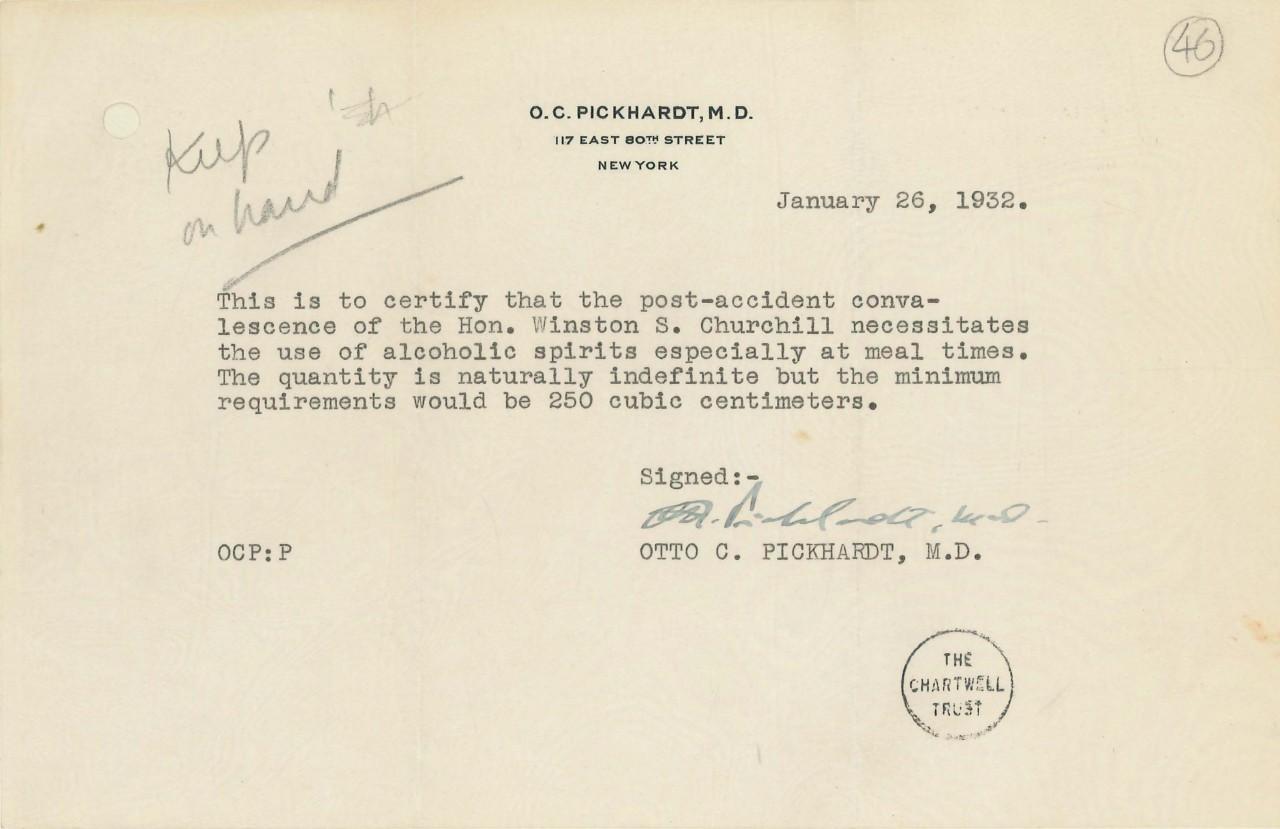 46
Keep
on hand
O. C. PICKHARDT, M. D.
117 EAST 80TH STREET
NEW YORK
January 26, 1932.
This is to certify that the post-accident conva-
lescence of the Hon. Winston S. Churchill necessitates
the use of alcoholic spirits especially at meal times.
The quantity is naturally indefinite but the minimum
requirements would be 250 cubic centimeters.
Signed:-
Pickhardt, M.D.
OCP:P
OTTO C. PICKHARDT, M.D.
THE
CHARTWELL
TRUST